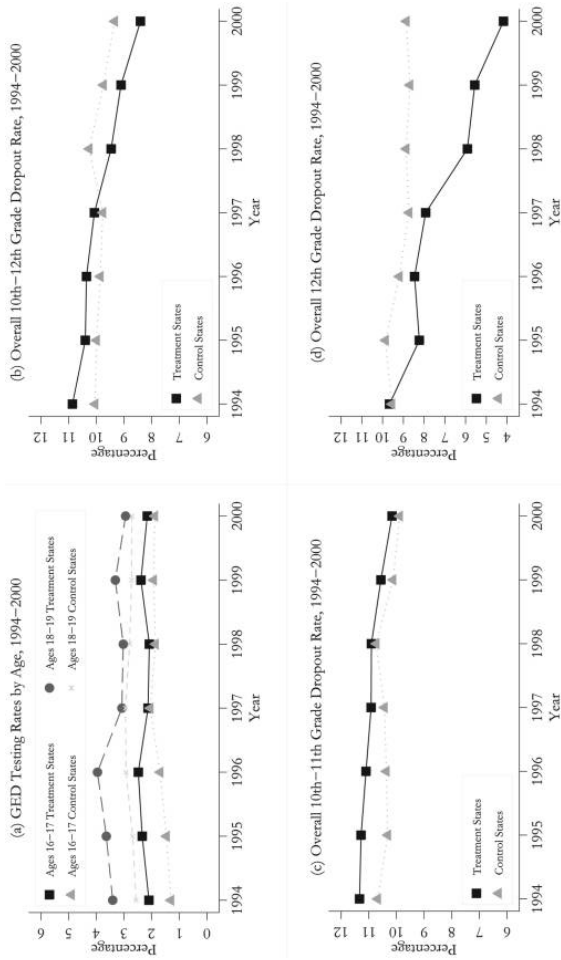 (a) GED Testing Rates by Age, 1994–2000
Ages 16–17 Treatment States
Ages 18–19 Treatment States
Ages 16–17 Control States
Ages 18–19 Control States
Percentage
6
5
4
3
2
1
0
1994 1995 1996 1997 1998 1999 2000
Year
(b) Overall 10th–12th Grade Dropout Rate, 1994–2000
Percentage
12
11
10
9
8
7
6
Treatment States
Control States
1994 1995 1996 1997 1998 1999 2000
Year
(c) Overall 10th–11th Grade Dropout Rate, 1994–2000
Percentage
12
11
10
9
8
7
6
Treatment States
Control States
1994 1995 1996 1997 1998 1999 2000
Year
(d) Overall 12th Grade Dropout Rate, 1994–2000
Percentage
12
11
10
9
8
7
6
5
4
Treatment States
Control States
1994 1995 1996 1997 1998 1999 2000
Year